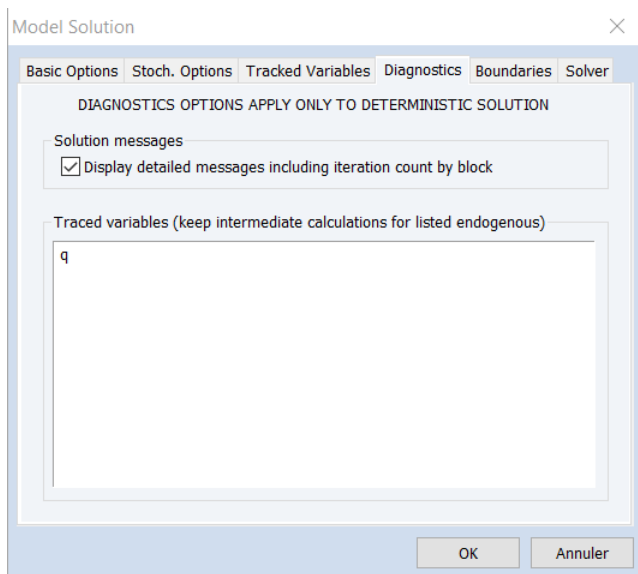 Model Solution
Basic Options Stoch. Options Tracked Variables Diagnostics Boundaries Solver
DIAGNOSTICS OPTIONS APPLY ONLY TO DETERMINISTIC SOLUTION
Solution messages
Display detailed messages including iteration count by block
Traced variables (keep intermediate calculations for listed endogenous)
q
OK Annuler